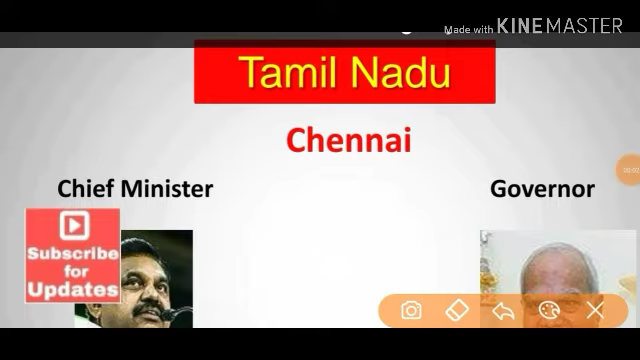 Made with KINEMASTER
Tamil Nadu
Chennai
Chief Minister
Governor
Subscribe
for
Updates